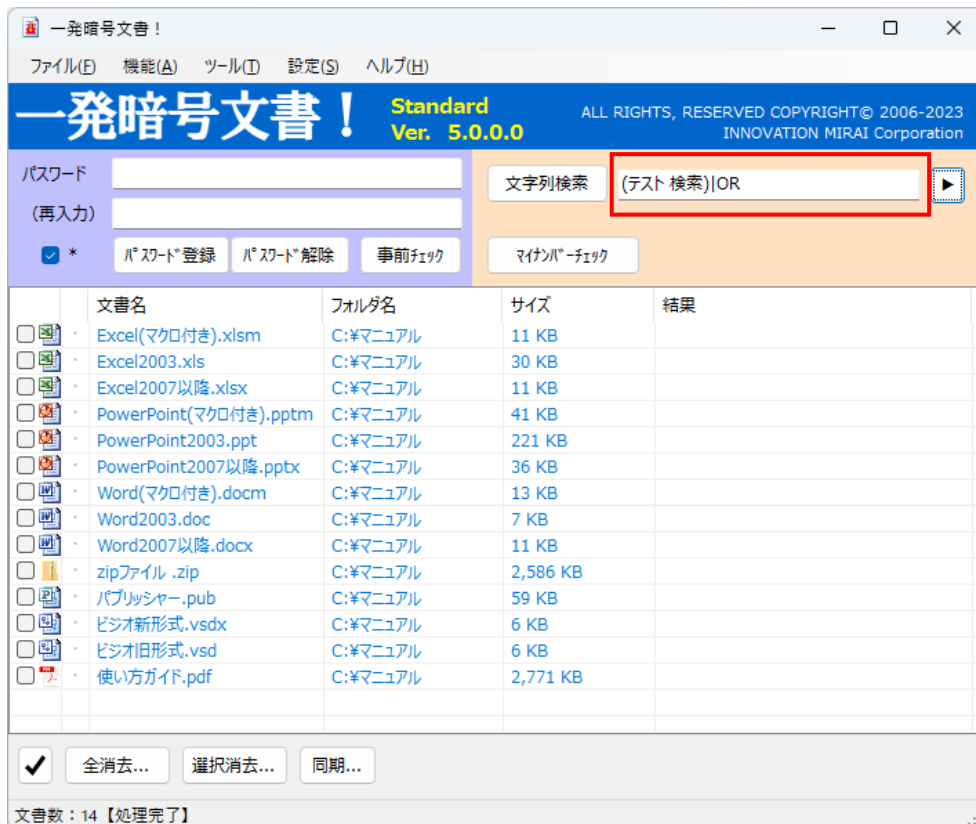 一発暗号文書！
ファイル(F) 機能(A) ツール(T) 設定(S) ヘルプ(H)
一発暗号文書！
Standard
Ver. 5.0.0.0
ALL RIGHTS, RESERVED COPYRIGHT© 2006-2023
INNOVATION MIRAI Corporation
パスワード
(再入力)
文字列検索 (テスト 検索)|OR
* ﾊﾟｽﾜｰﾄﾞ登録 ﾊﾟｽﾜｰﾄﾞ解除 事前ﾁｪｯｸ ﾏｲﾅﾝﾊﾞｰﾁｪｯｸ
文書名 フォルダ名 サイズ 結果
Excel(マクロ付き).xlsm C:¥マニュアル 11 KB
Excel2003.xls C:¥マニュアル 30 KB
Excel2007以降.xlsx C:¥マニュアル 11 KB
PowerPoint(マクロ付き).pptm C:¥マニュアル 41 KB
PowerPoint2003.ppt C:¥マニュアル 221 KB
PowerPoint2007以降.pptx C:¥マニュアル 36 KB
Word(マクロ付き).docm C:¥マニュアル 13 KB
Word2003.doc C:¥マニュアル 7 KB
Word2007以降.docx C:¥マニュアル 11 KB
zipファイル .zip C:¥マニュアル 2,586 KB
パブリッシャー.pub C:¥マニュアル 59 KB
ビジオ新形式.vsdx C:¥マニュアル 6 KB
ビジオ旧形式.vsd C:¥マニュアル 6 KB
使い方ガイド.pdf C:¥マニュアル 2,771 KB
全消去... 選択消去... 同期...
文書数：14【処理完了】